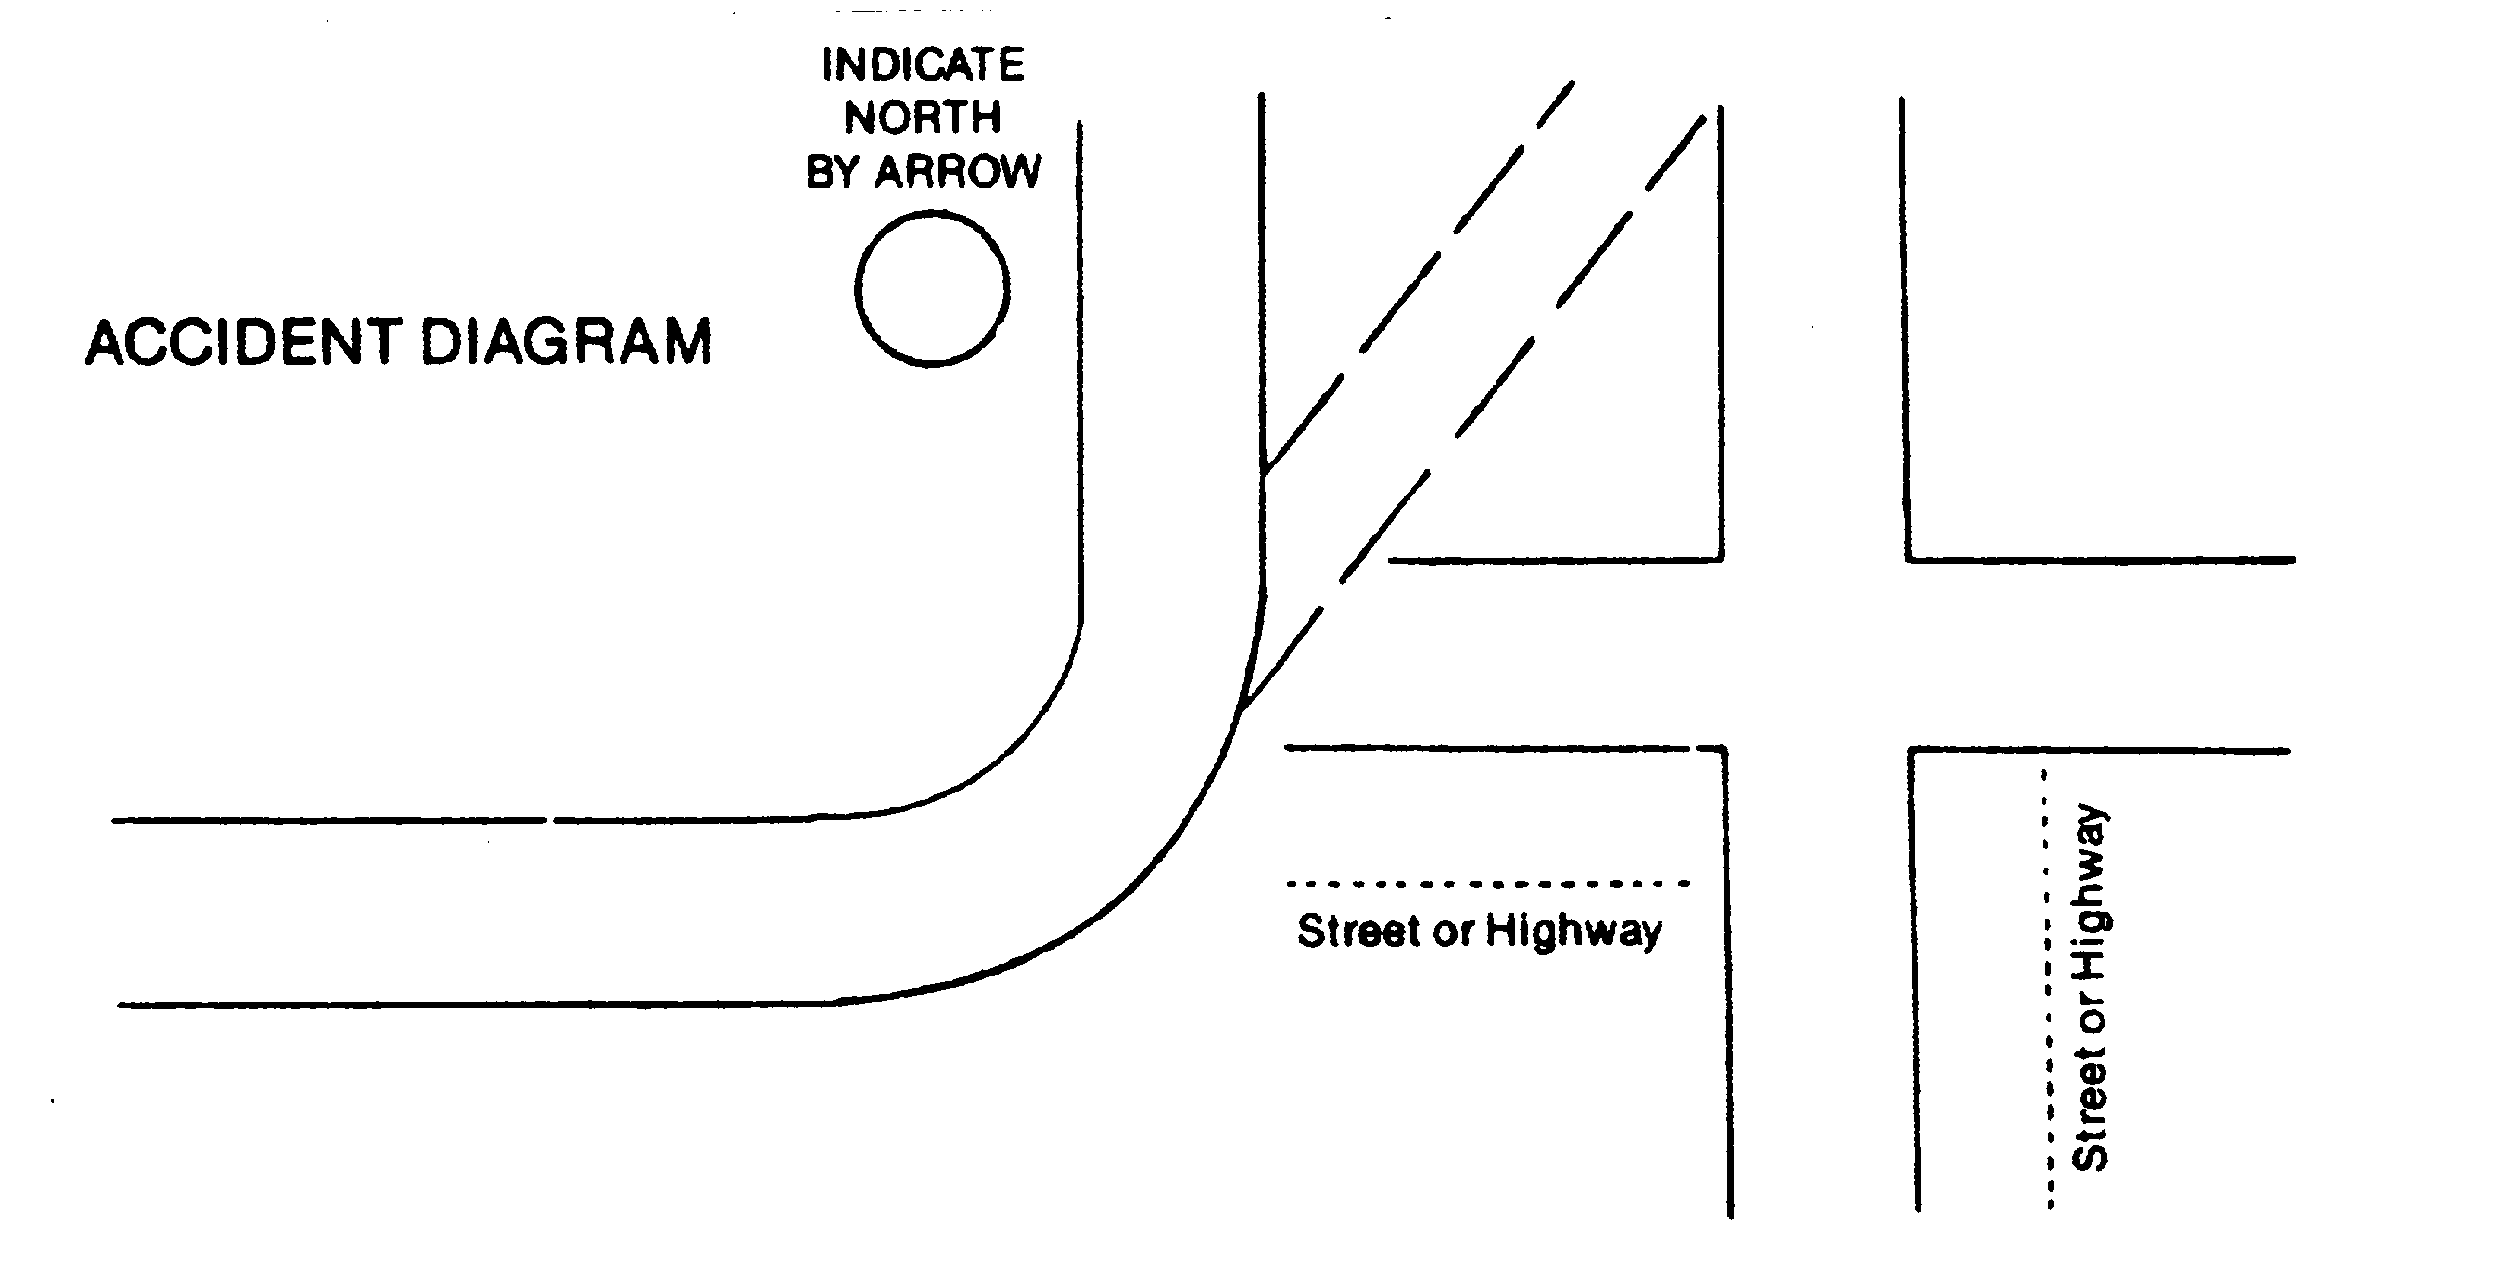 INDICATE
NORTH
BY ARROW
ACCIDENT DIAGRAM
Street or Highway
Street or Highway